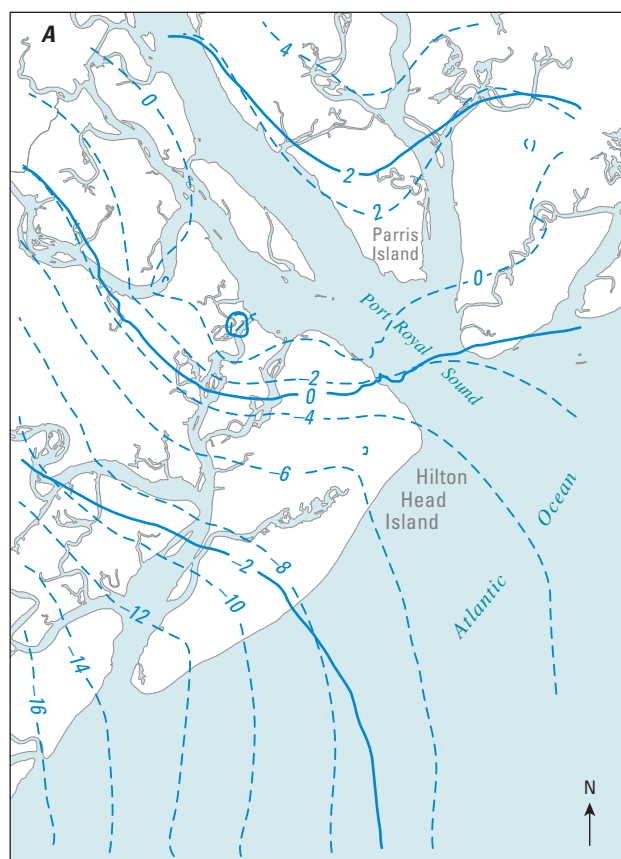 A
4
0
2
2
Parris
Island
0
Port Royal
Sound
-2
0
-4
-6
Hilton
Head
Island
Ocean
Atlantic
-2
-8
-10
-12
-14
-16
N